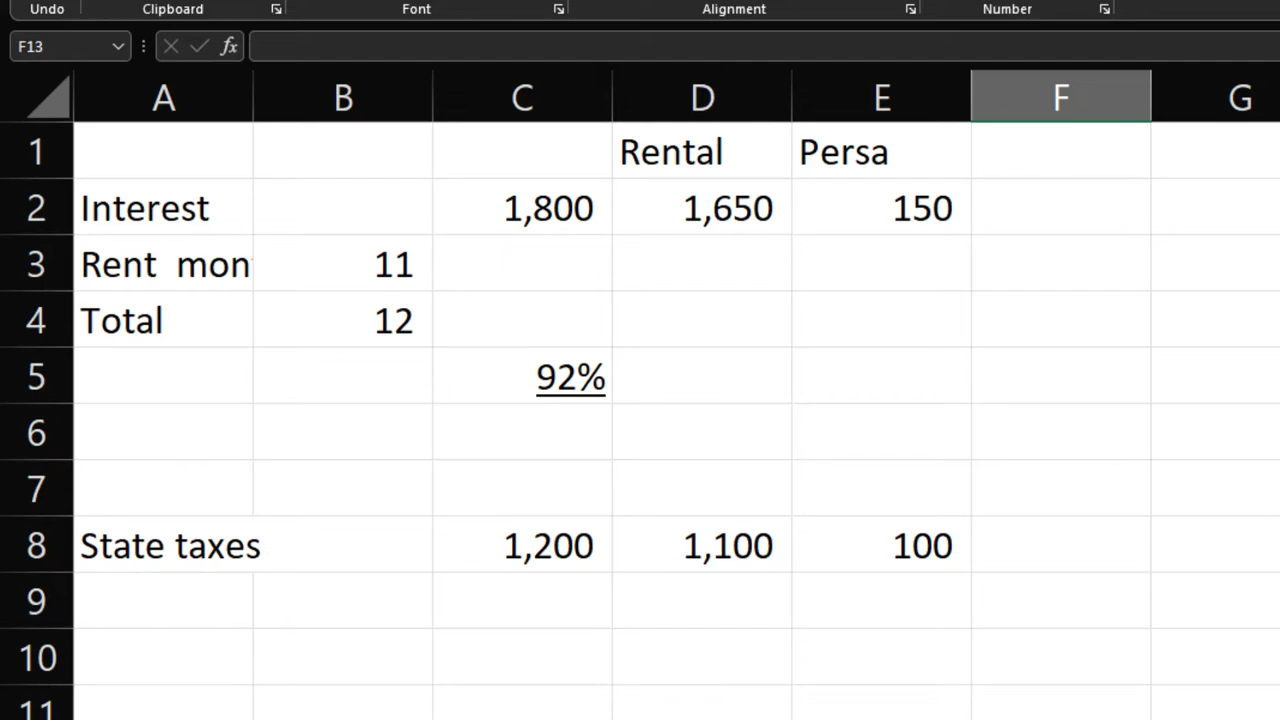 Undo Clipboard Font Alignment Number
F13 fx
A B C D E F G
1 Rental Persa
2 Interest 1,800 1,650 150
3 Rent mon 11
4 Total 12
5 92%
6
7
8 State taxes 1,200 1,100 100
9
10
11